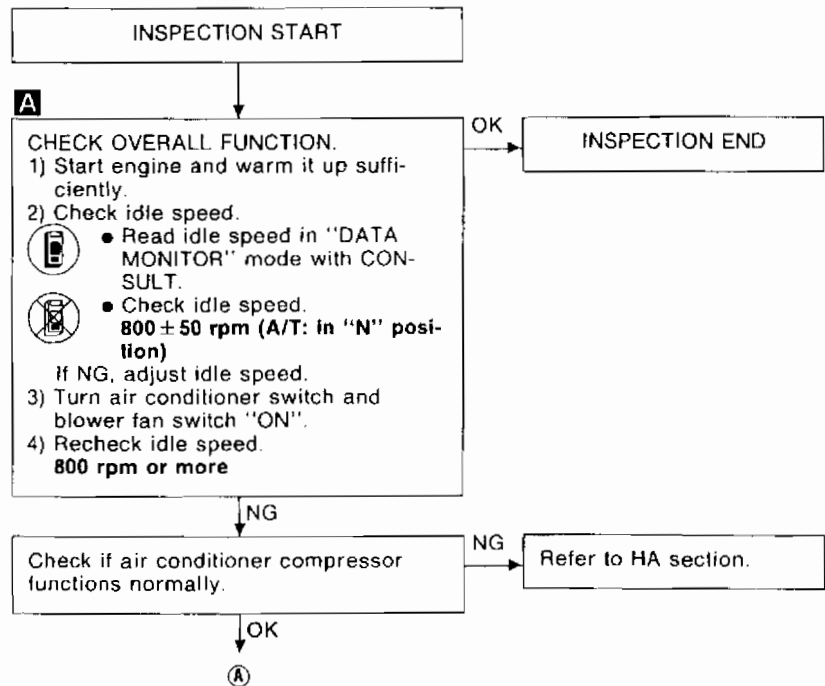 INSPECTION START
A
CHECK OVERALL FUNCTION.
1) Start engine and warm it up suffi-
ciently.
2) Check idle speed.
● Read idle speed in "DATA
MONITOR" mode with CON-
SULT.
● Check idle speed.
800 ± 50 rpm (A/T: in "N" posi-
tion)
If NG, adjust idle speed.
3) Turn air conditioner switch and
blower fan switch "ON".
4) Recheck idle speed.
800 rpm or more
OK
INSPECTION END
NG
Check if air conditioner compressor
functions normally.
NG
Refer to HA section.
OK
Ⓐ